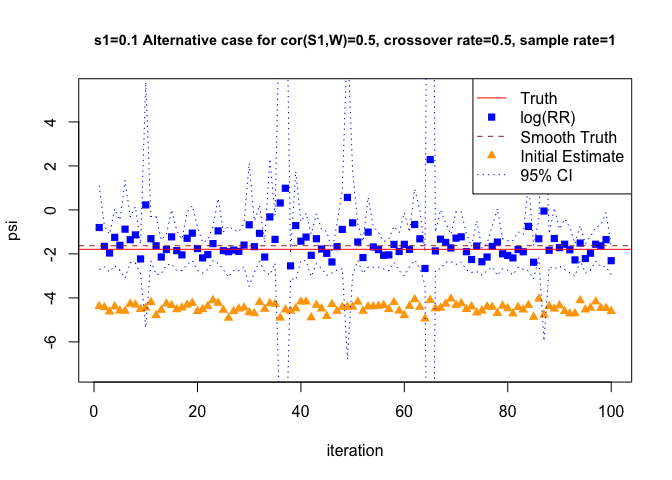 s1=0.1 Alternative case for cor(S1,W)=0.5, crossover rate=0.5, sample rate=1
Truth
log(RR)
Smooth Truth
Initial Estimate
95% CI
psi
4
2
0
-2
-4
-6
0 20 40 60 80 100
iteration